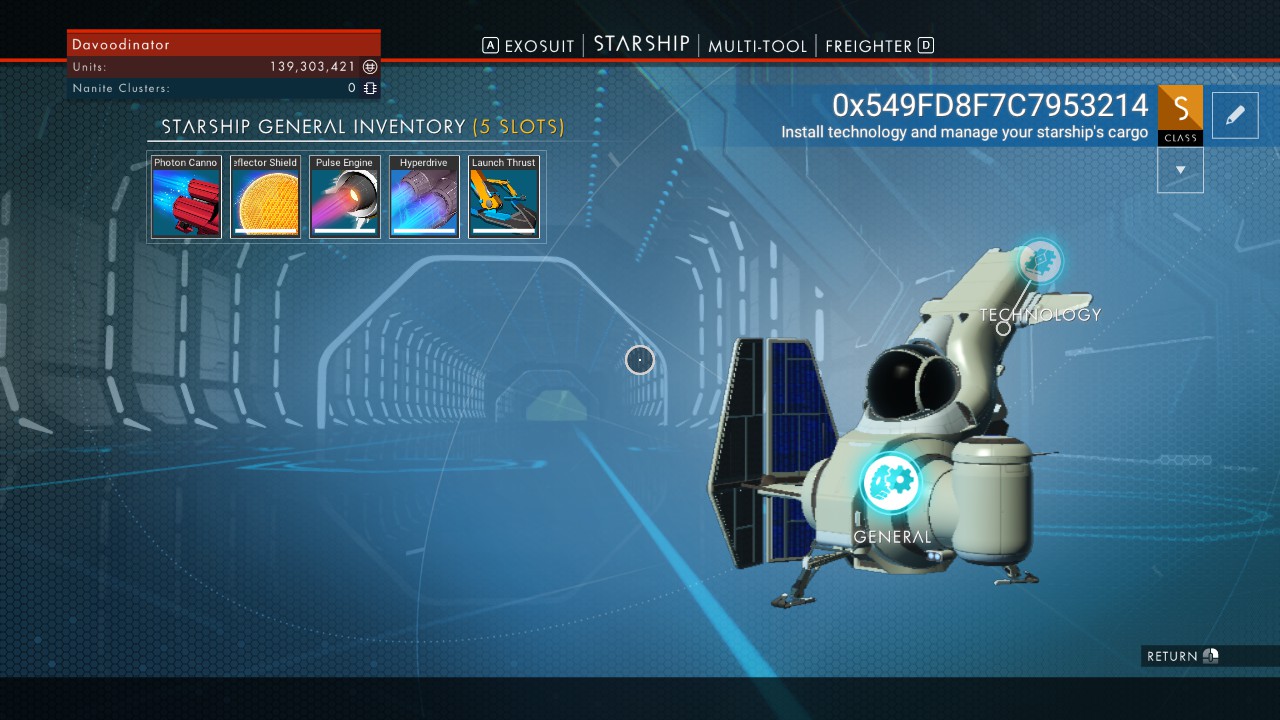 Davoodinator
Units: 139,303,421
Nanite Clusters: 0
A EXOSUIT STARSHIP MULTI-TOOL FREIGHTER D
0x549FD8F7C7953214
Install technology and manage your starship's cargo
S
CLASS
STARSHIP GENERAL INVENTORY (5 SLOTS)
Photon Canno eflector Shield Pulse Engine Hyperdrive Launch Thrust
TECHNOLOGY
GENERAL
RETURN